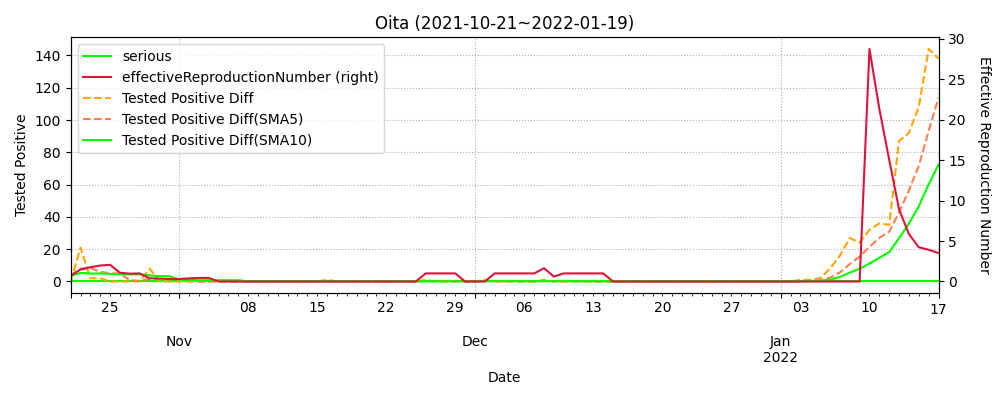 Oita (2021-10-21~2022-01-19)
serious
effectiveReproductionNumber (right)
Tested Positive Diff
Tested Positive Diff(SMA5)
Tested Positive Diff(SMA10)
Tested Positive
140
120
100
80
60
40
20
0
Effective Reproduction Number
30
25
20
15
10
5
0
25 08 15 22 29 06 13 20 27 03 10 17
Nov Dec Jan
2022
Date